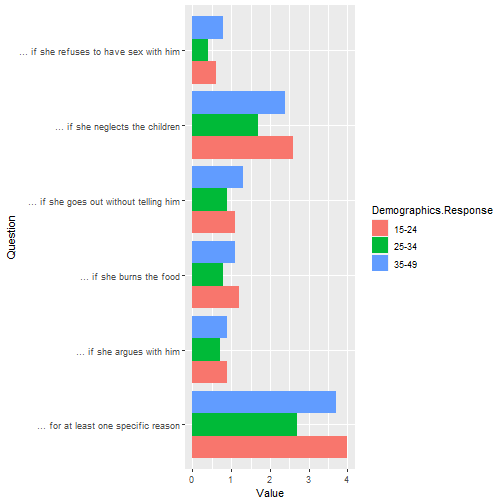 ... if she refuses to have sex with him
... if she neglects the children
... if she goes out without telling him
... if she burns the food
... if she argues with him
... for at least one specific reason
Question
0 1 2 3 4
Value
Demographics.Response
15-24
25-34
35-49